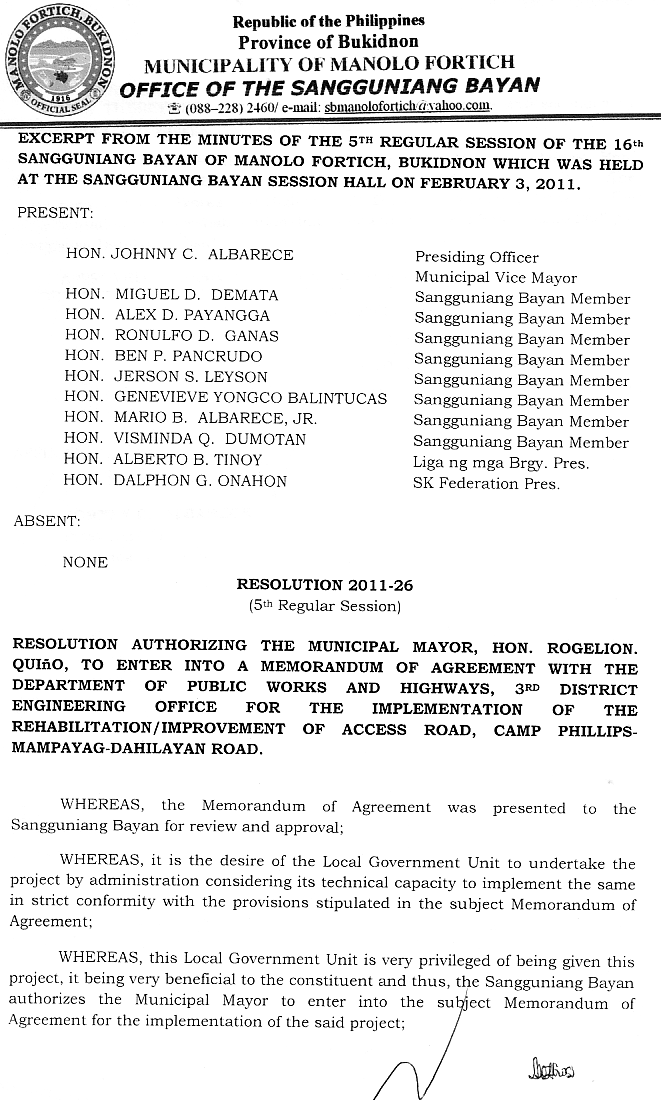 MANOLO FORTICH, BUKIDNON
1916
OFFICIAL SEAL
Republic of the Philippines
Province of Bukidnon
MUNICIPALITY OF MANOLO FORTICH
OFFICE OF THE SANGGUNIANG BAYAN
☏ (088-228) 2460/ e-mail: sbmanolofortich@yahoo.com.
EXCERPT FROM THE MINUTES OF THE 5TH REGULAR SESSION OF THE 16th
SANGGUNIANG BAYAN OF MANOLO FORTICH, BUKIDNON WHICH WAS HELD
AT THE SANGGUNIANG BAYAN SESSION HALL ON FEBRUARY 3, 2011.
PRESENT:
HON. JOHNNY C. ALBARECE Presiding Officer
Municipal Vice Mayor
HON. MIGUEL D. DEMATA Sangguniang Bayan Member
HON. ALEX D. PAYANGGA Sangguniang Bayan Member
HON. RONULFO D. GANAS Sangguniang Bayan Member
HON. BEN P. PANCRUDO Sangguniang Bayan Member
HON. JERSON S. LEYSON Sangguniang Bayan Member
HON. GENEVIEVE YONGCO BALINTUCAS Sangguniang Bayan Member
HON. MARIO B. ALBARECE, JR. Sangguniang Bayan Member
HON. VISMINDA Q. DUMOTAN Sangguniang Bayan Member
HON. ALBERTO B. TINOY Liga ng mga Brgy. Pres.
HON. DALPHON G. ONAHON SK Federation Pres.
ABSENT:
NONE
RESOLUTION 2011-26
(5th Regular Session)
RESOLUTION AUTHORIZING THE MUNICIPAL MAYOR, HON. ROGELION.
QUIñO, TO ENTER INTO A MEMORANDUM OF AGREEMENT WITH THE
DEPARTMENT OF PUBLIC WORKS AND HIGHWAYS, 3RD DISTRICT
ENGINEERING OFFICE FOR THE IMPLEMENTATION OF THE
REHABILITATION/IMPROVEMENT OF ACCESS ROAD, CAMP PHILLIPS-
MAMPAYAG-DAHILAYAN ROAD.
WHEREAS, the Memorandum of Agreement was presented to the
Sangguniang Bayan for review and approval;
WHEREAS, it is the desire of the Local Government Unit to undertake the
project by administration considering its technical capacity to implement the same
in strict conformity with the provisions stipulated in the subject Memorandum of
Agreement;
WHEREAS, this Local Government Unit is very privileged of being given this
project, it being very beneficial to the constituent and thus, the Sangguniang Bayan
authorizes the Municipal Mayor to enter into the subject Memorandum of
Agreement for the implementation of the said project;